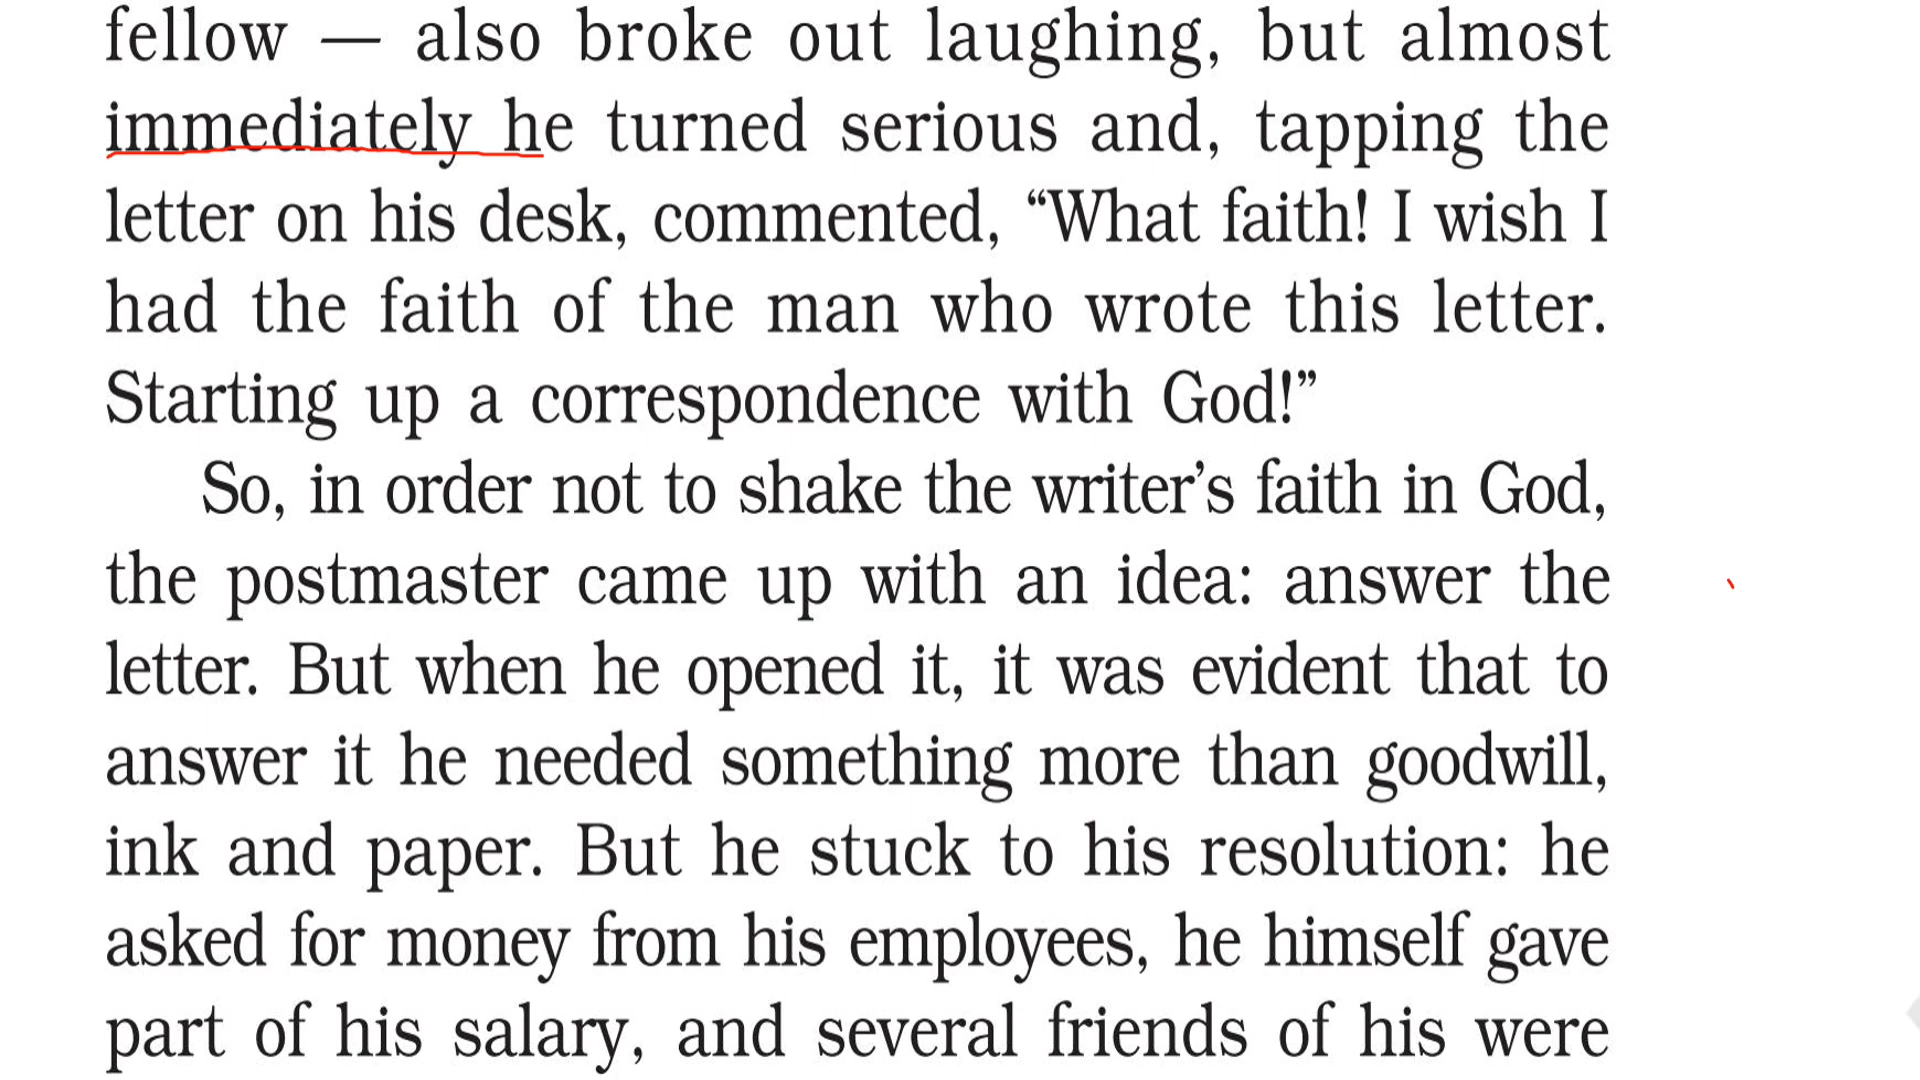 fellow — also broke out laughing, but almost
immediately he turned serious and, tapping the
letter on his desk, commented, “What faith! I wish I
had the faith of the man who wrote this letter.
Starting up a correspondence with God!”
So, in order not to shake the writer’s faith in God,
the postmaster came up with an idea: answer the
letter. But when he opened it, it was evident that to
answer it he needed something more than goodwill,
ink and paper. But he stuck to his resolution: he
asked for money from his employees, he himself gave
part of his salary, and several friends of his were